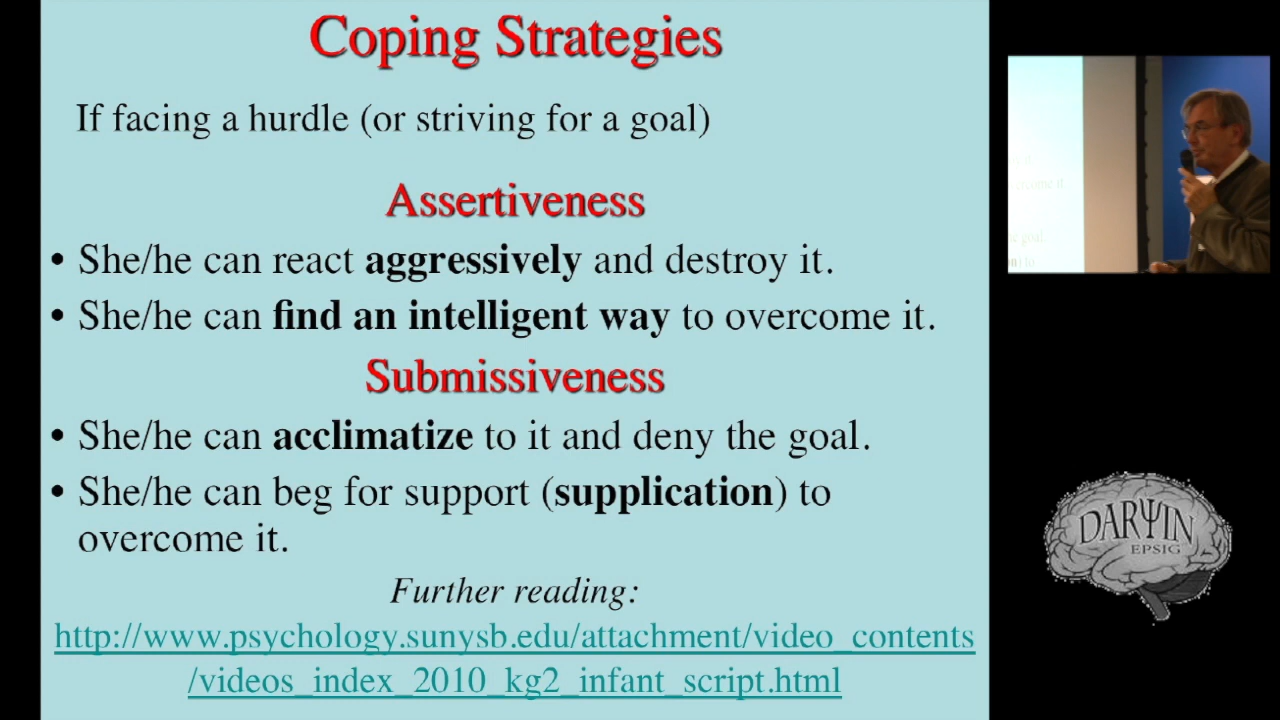 Coping Strategies
If facing a hurdle (or striving for a goal)
Assertiveness
• She/he can react aggressively and destroy it.
• She/he can find an intelligent way to overcome it.
Submissiveness
• She/he can acclimatize to it and deny the goal.
• She/he can beg for support (supplication) to
overcome it.
Further reading:
http://www.psychology.sunysb.edu/attachment/video_contents
/videos_index_2010_kg2_infant_script.html
DARΨIN
EPSIG